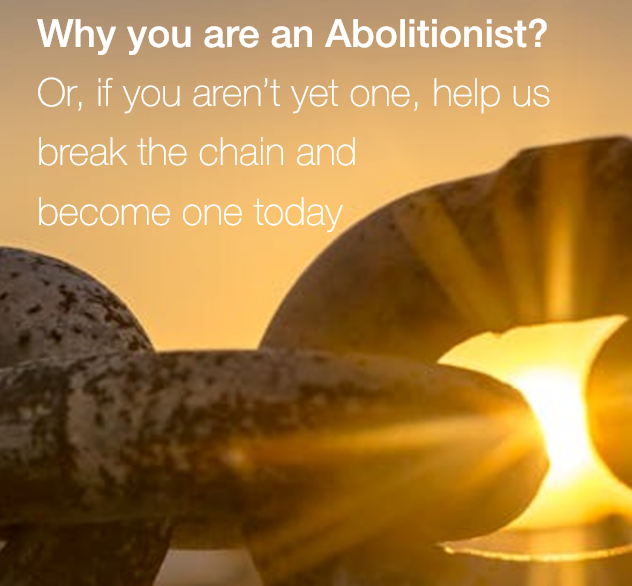 Why you are an Abolitionist?
Or, if you aren’t yet one, help us
break the chain and
become one today